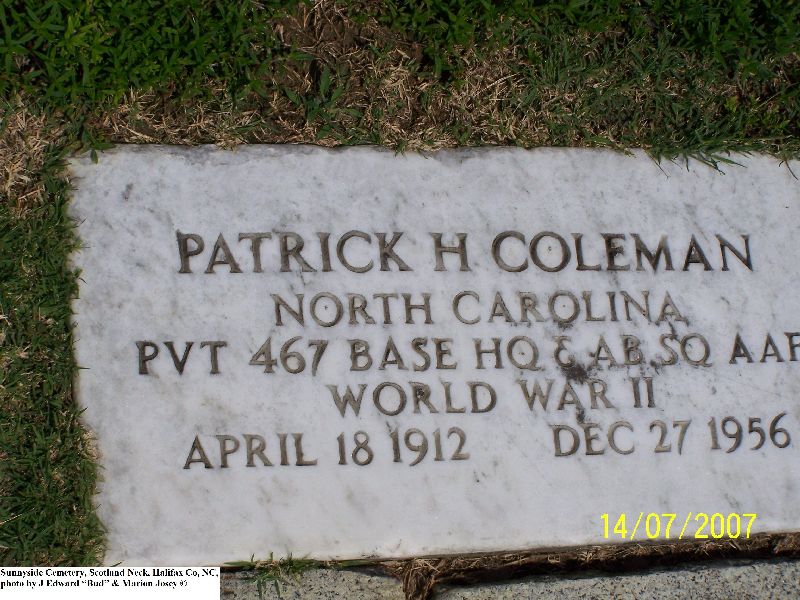 PATRICK H COLEMAN
NORTH CAROLINA
PVT 467 BASE HQ & AB SQ AAF
WORLD WAR II
APRIL 18 1912 DEC 27 1956
14/07/2007
Sunnyside Cemetery, Scotland Neck, Halifax Co, NC,
photo by J Edward "Bud" & Marion Josey ©